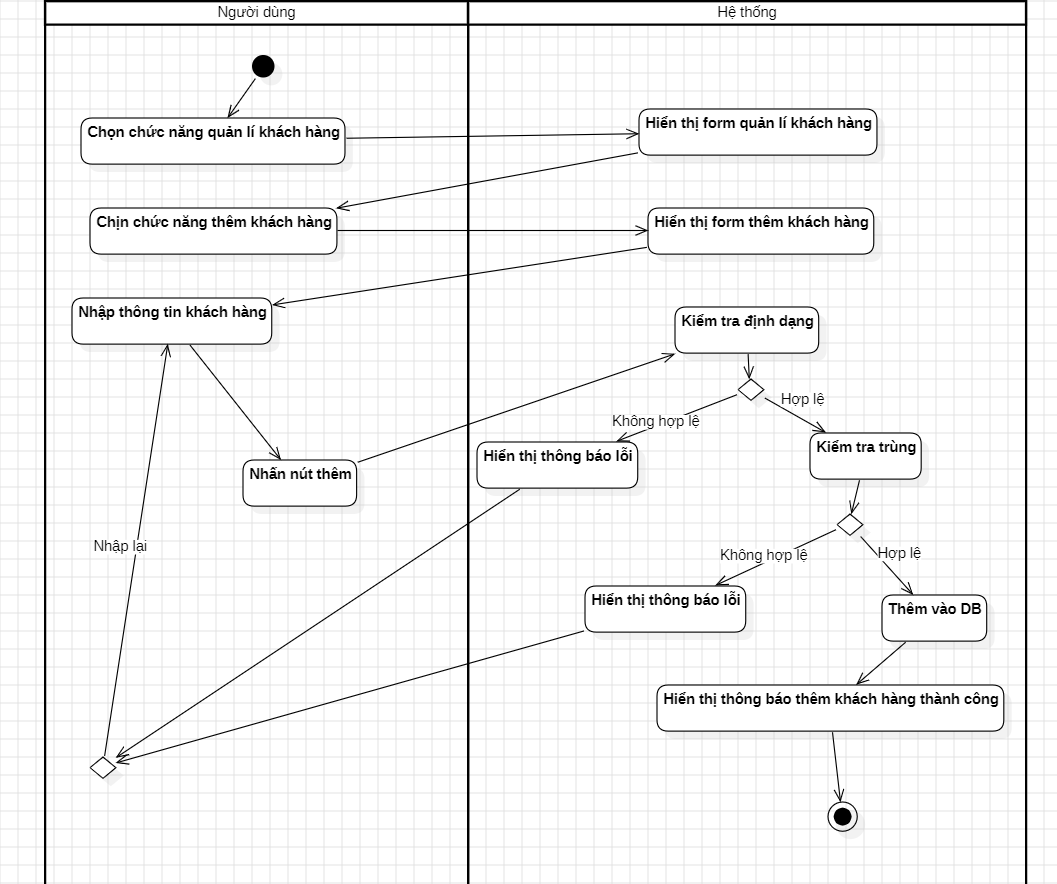 Người dùng
Hệ thống
Chọn chức năng quản lí khách hàng
Hiển thị form quản lí khách hàng
Chịn chức năng thêm khách hàng
Hiển thị form thêm khách hàng
Nhập thông tin khách hàng
Kiểm tra định dạng
Hợp lệ
Không hợp lệ
Kiểm tra trùng
Hiển thị thông báo lỗi
Nhấn nút thêm
Nhập lại
Không hợp lệ
Hợp lệ
Hiển thị thông báo lỗi
Thêm vào DB
Hiển thị thông báo thêm khách hàng thành công